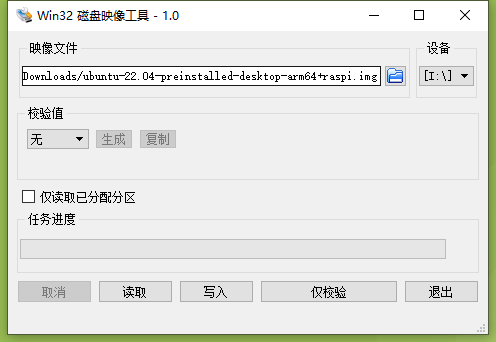 Win32 磁盘映像工具 - 1.0
映像文件
设备
Downloads/ubuntu-22.04-preinstalled-desktop-arm64+raspi.img
[I:\]
校验值
无
生成
复制
仅读取已分配分区
任务进度
取消
读取
写入
仅校验
退出